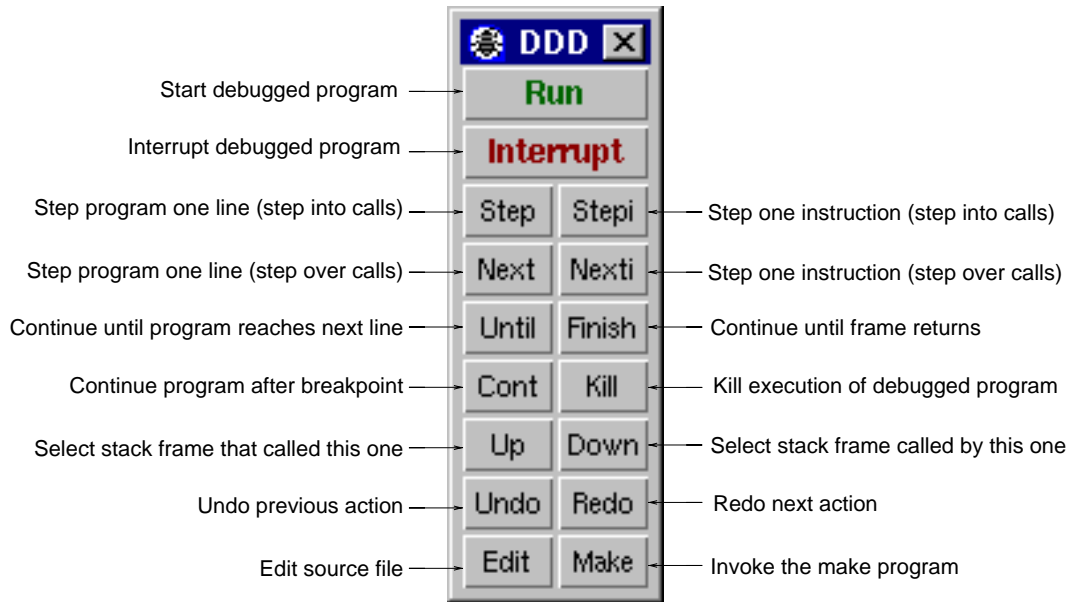 DDD
Start debugged program Run
Interrupt debugged program Interrupt
Step program one line (step into calls) Step Stepi Step one instruction (step into calls)
Step program one line (step over calls) Next Nexti Step one instruction (step over calls)
Continue until program reaches next line Until Finish Continue until frame returns
Continue program after breakpoint Cont Kill Kill execution of debugged program
Select stack frame that called this one Up Down Select stack frame called by this one
Undo previous action Undo Redo Redo next action
Edit source file Edit Make Invoke the make program